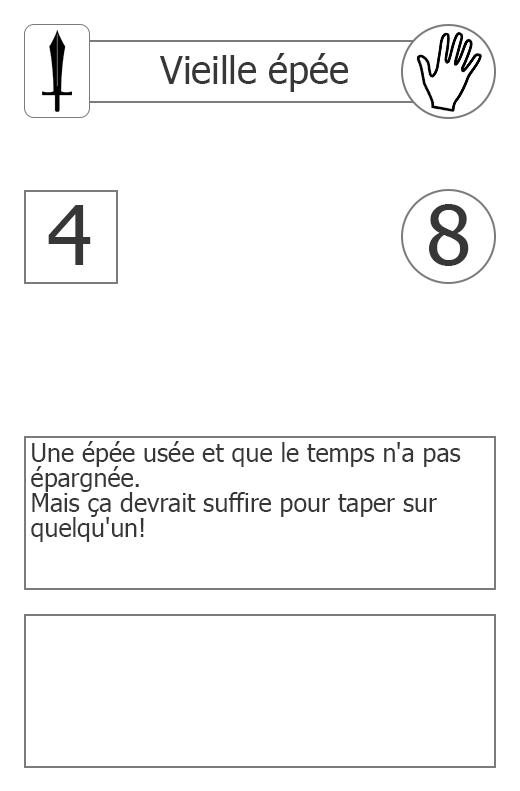 Vieille épée
4
8
Une épée usée et que le temps n'a pas
épargnée.
Mais ça devrait suffire pour taper sur
quelqu'un!